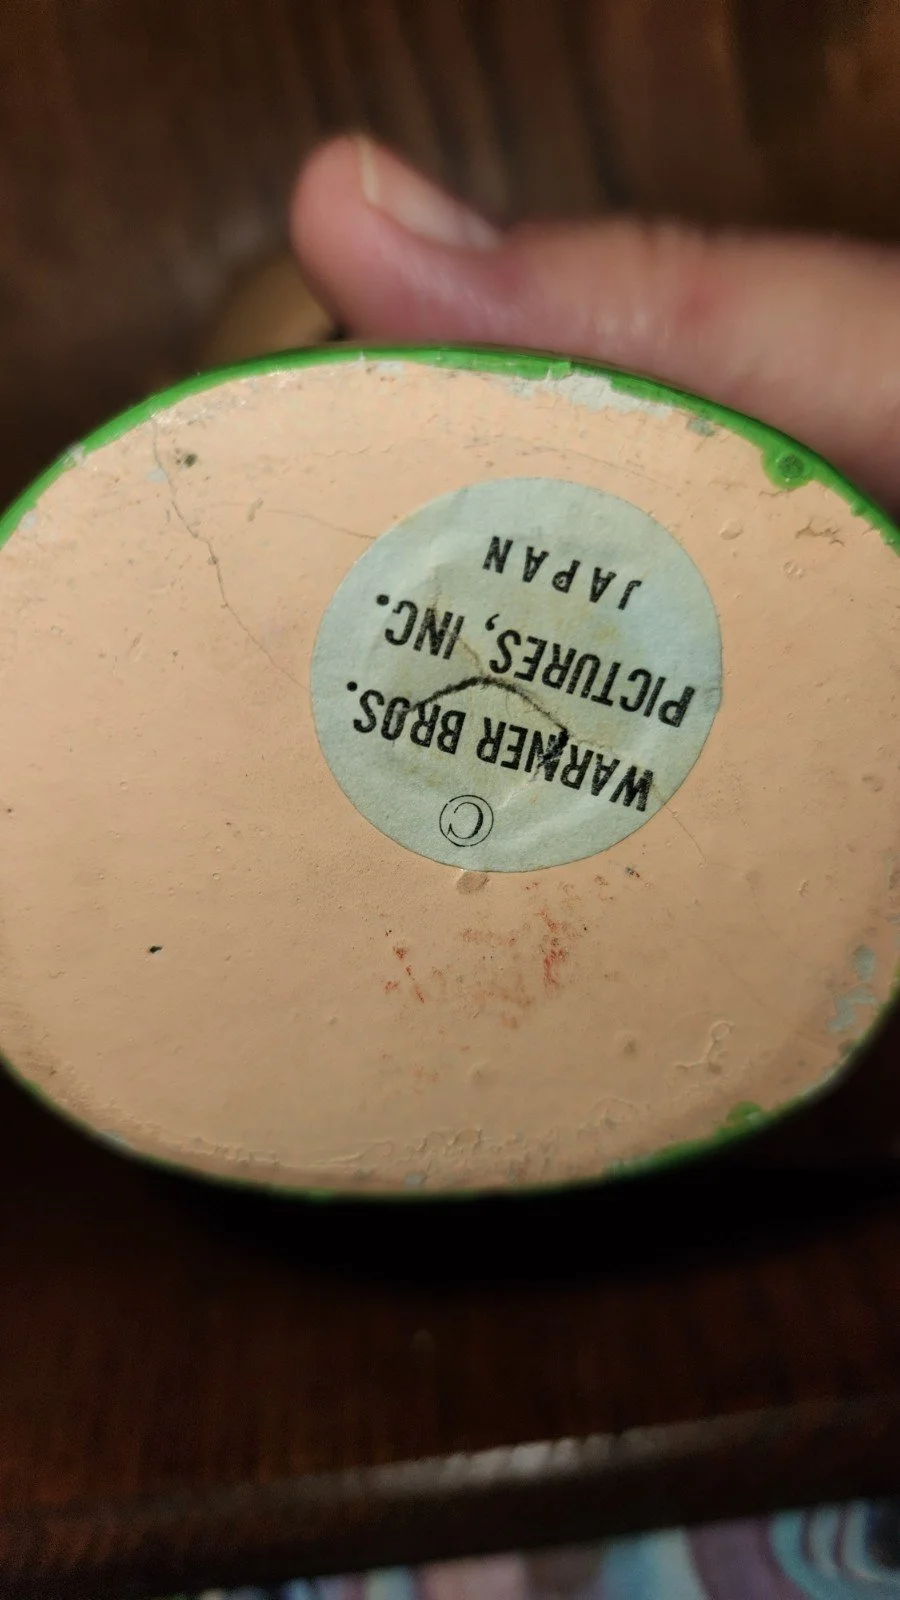 ©
WARNER BROS.
PICTURES, INC.
JAPAN